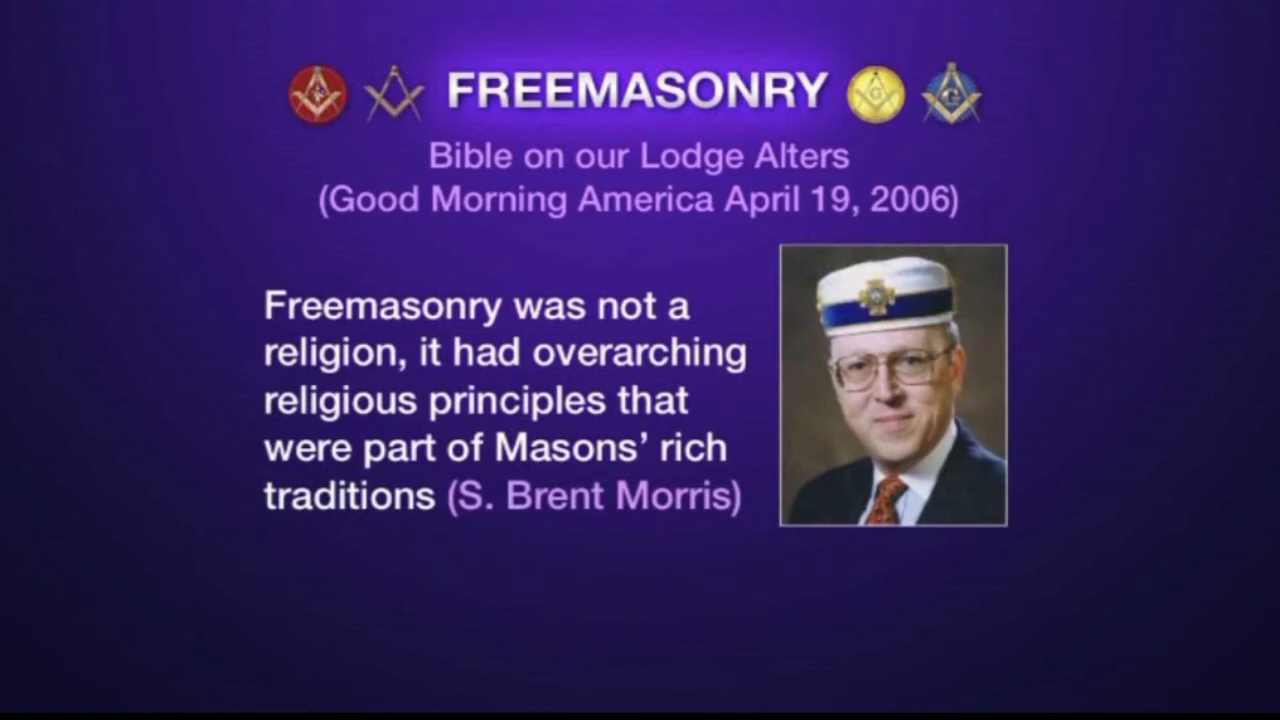 FREEMASONRY
Bible on our Lodge Alters
(Good Morning America April 19, 2006)
Freemasonry was not a
religion, it had overarching
religious principles that
were part of Masons’ rich
traditions (S. Brent Morris)